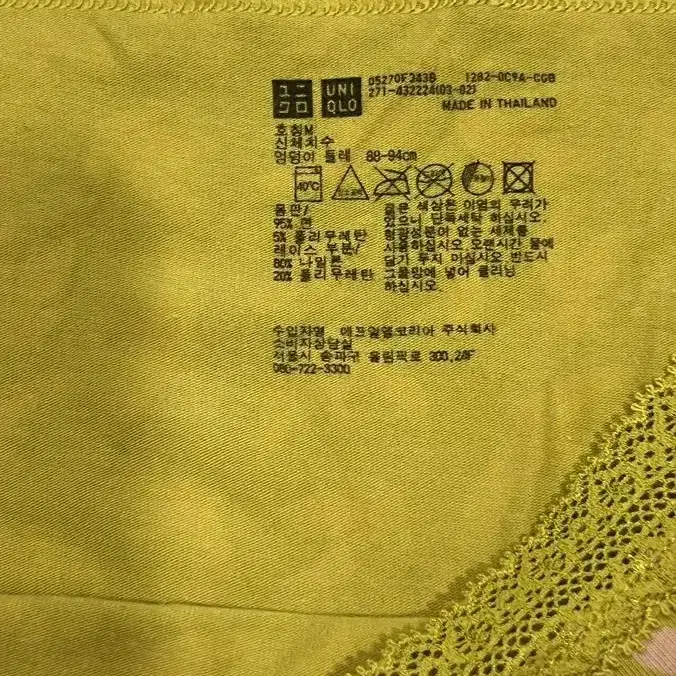 ユニクロ
UNIQLO
05270F343B 1282-0C9A-CGB
271-432224(03-02)
MADE IN THAILAND
호칭M
신체치수
엉덩이 둘레 88-94cm
40℃
몸판/
95% 면
5% 폴리우레탄
레이스 부분/
80% 나일론
20% 폴리우레탄
짙은 색상은 이염의 우려가
있으니 단독세탁 하십시오.
형광성분이 없는 세제를
사용하십시오 오랜시간 물에
담가 두지 마십시오 반드시
그물망에 넣어 클리닝
하십시오.
수입자명 에프알엘코리아 주식회사
소비자상담실
서울시 송파구 올림픽로 300,26F
080-722-3300